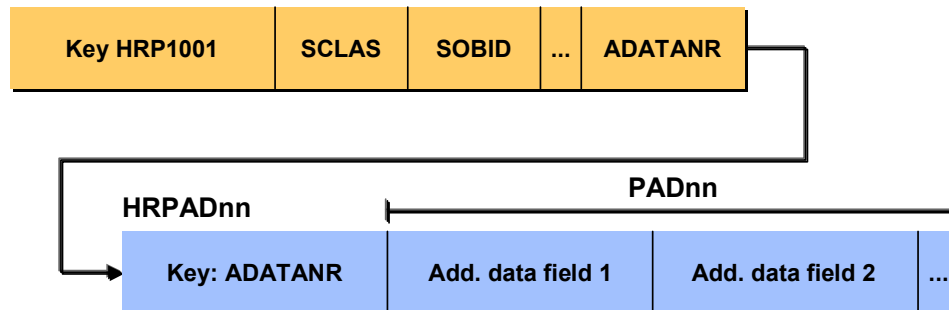 Key HRP1001 SCLAS SOBID ... ADATANR
PADnn
HRPADnn
Key: ADATANR Add. data field 1 Add. data field 2 ...